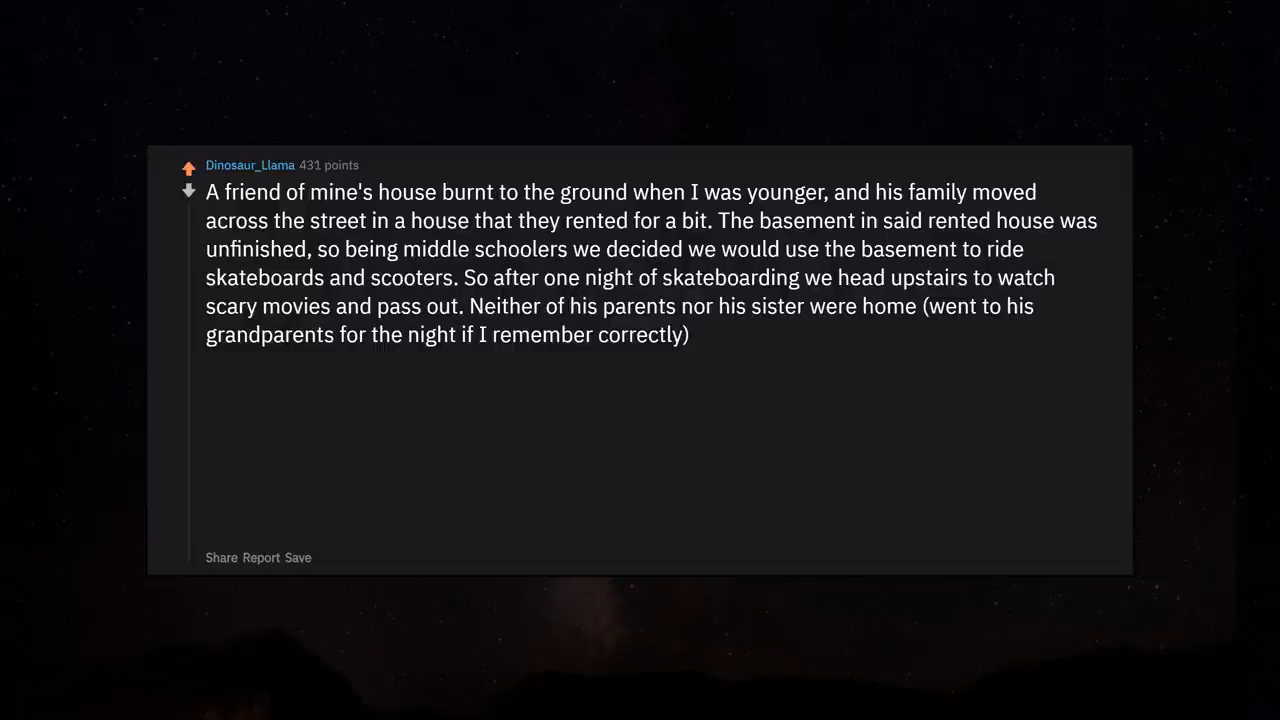 Dinosaur_Llama 431 points
A friend of mine's house burnt to the ground when I was younger, and his family moved
across the street in a house that they rented for a bit. The basement in said rented house was
unfinished, so being middle schoolers we decided we would use the basement to ride
skateboards and scooters. So after one night of skateboarding we head upstairs to watch
scary movies and pass out. Neither of his parents nor his sister were home (went to his
grandparents for the night if I remember correctly)
Share Report Save